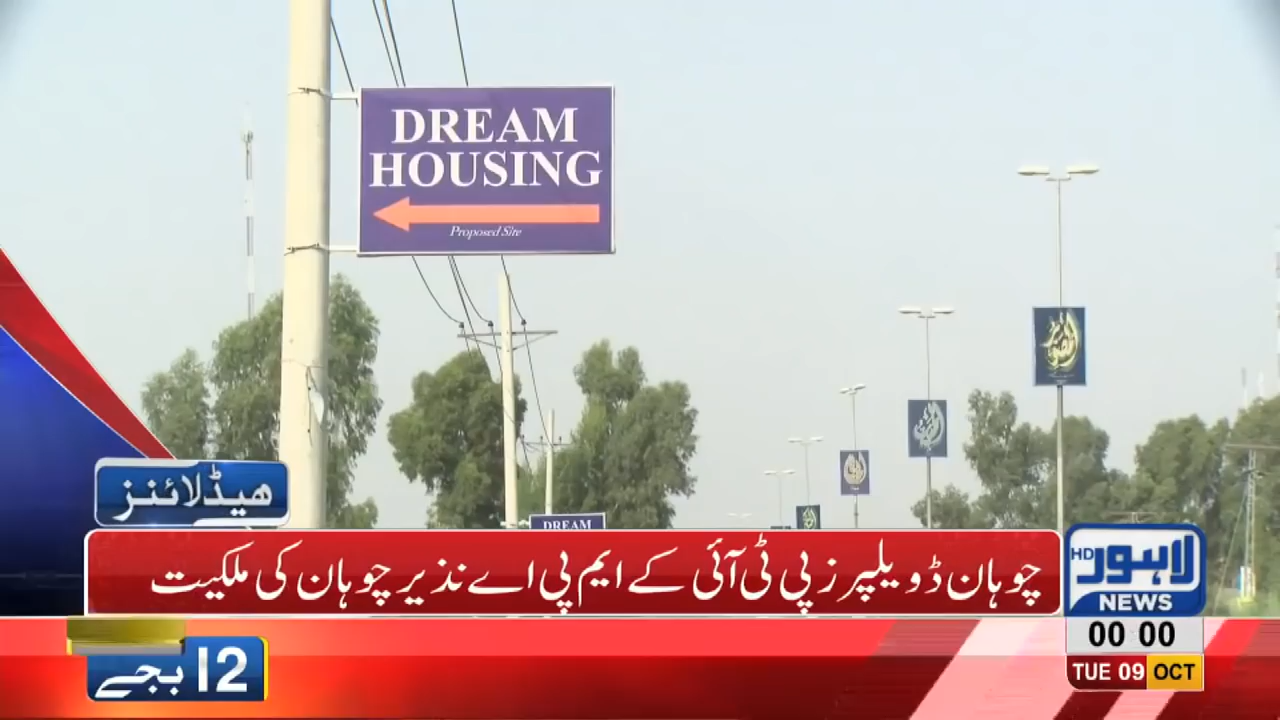 DREAM
HOUSING
Proposed Site
DREAM
ھیڈلائنز
چوہان ڈویلپرز پی ٹی آئی کے ایم پی اے نذیر چوہان کی ملکیت
HD لاہور
NEWS
00 00
TUE 09 OCT
12 بجے